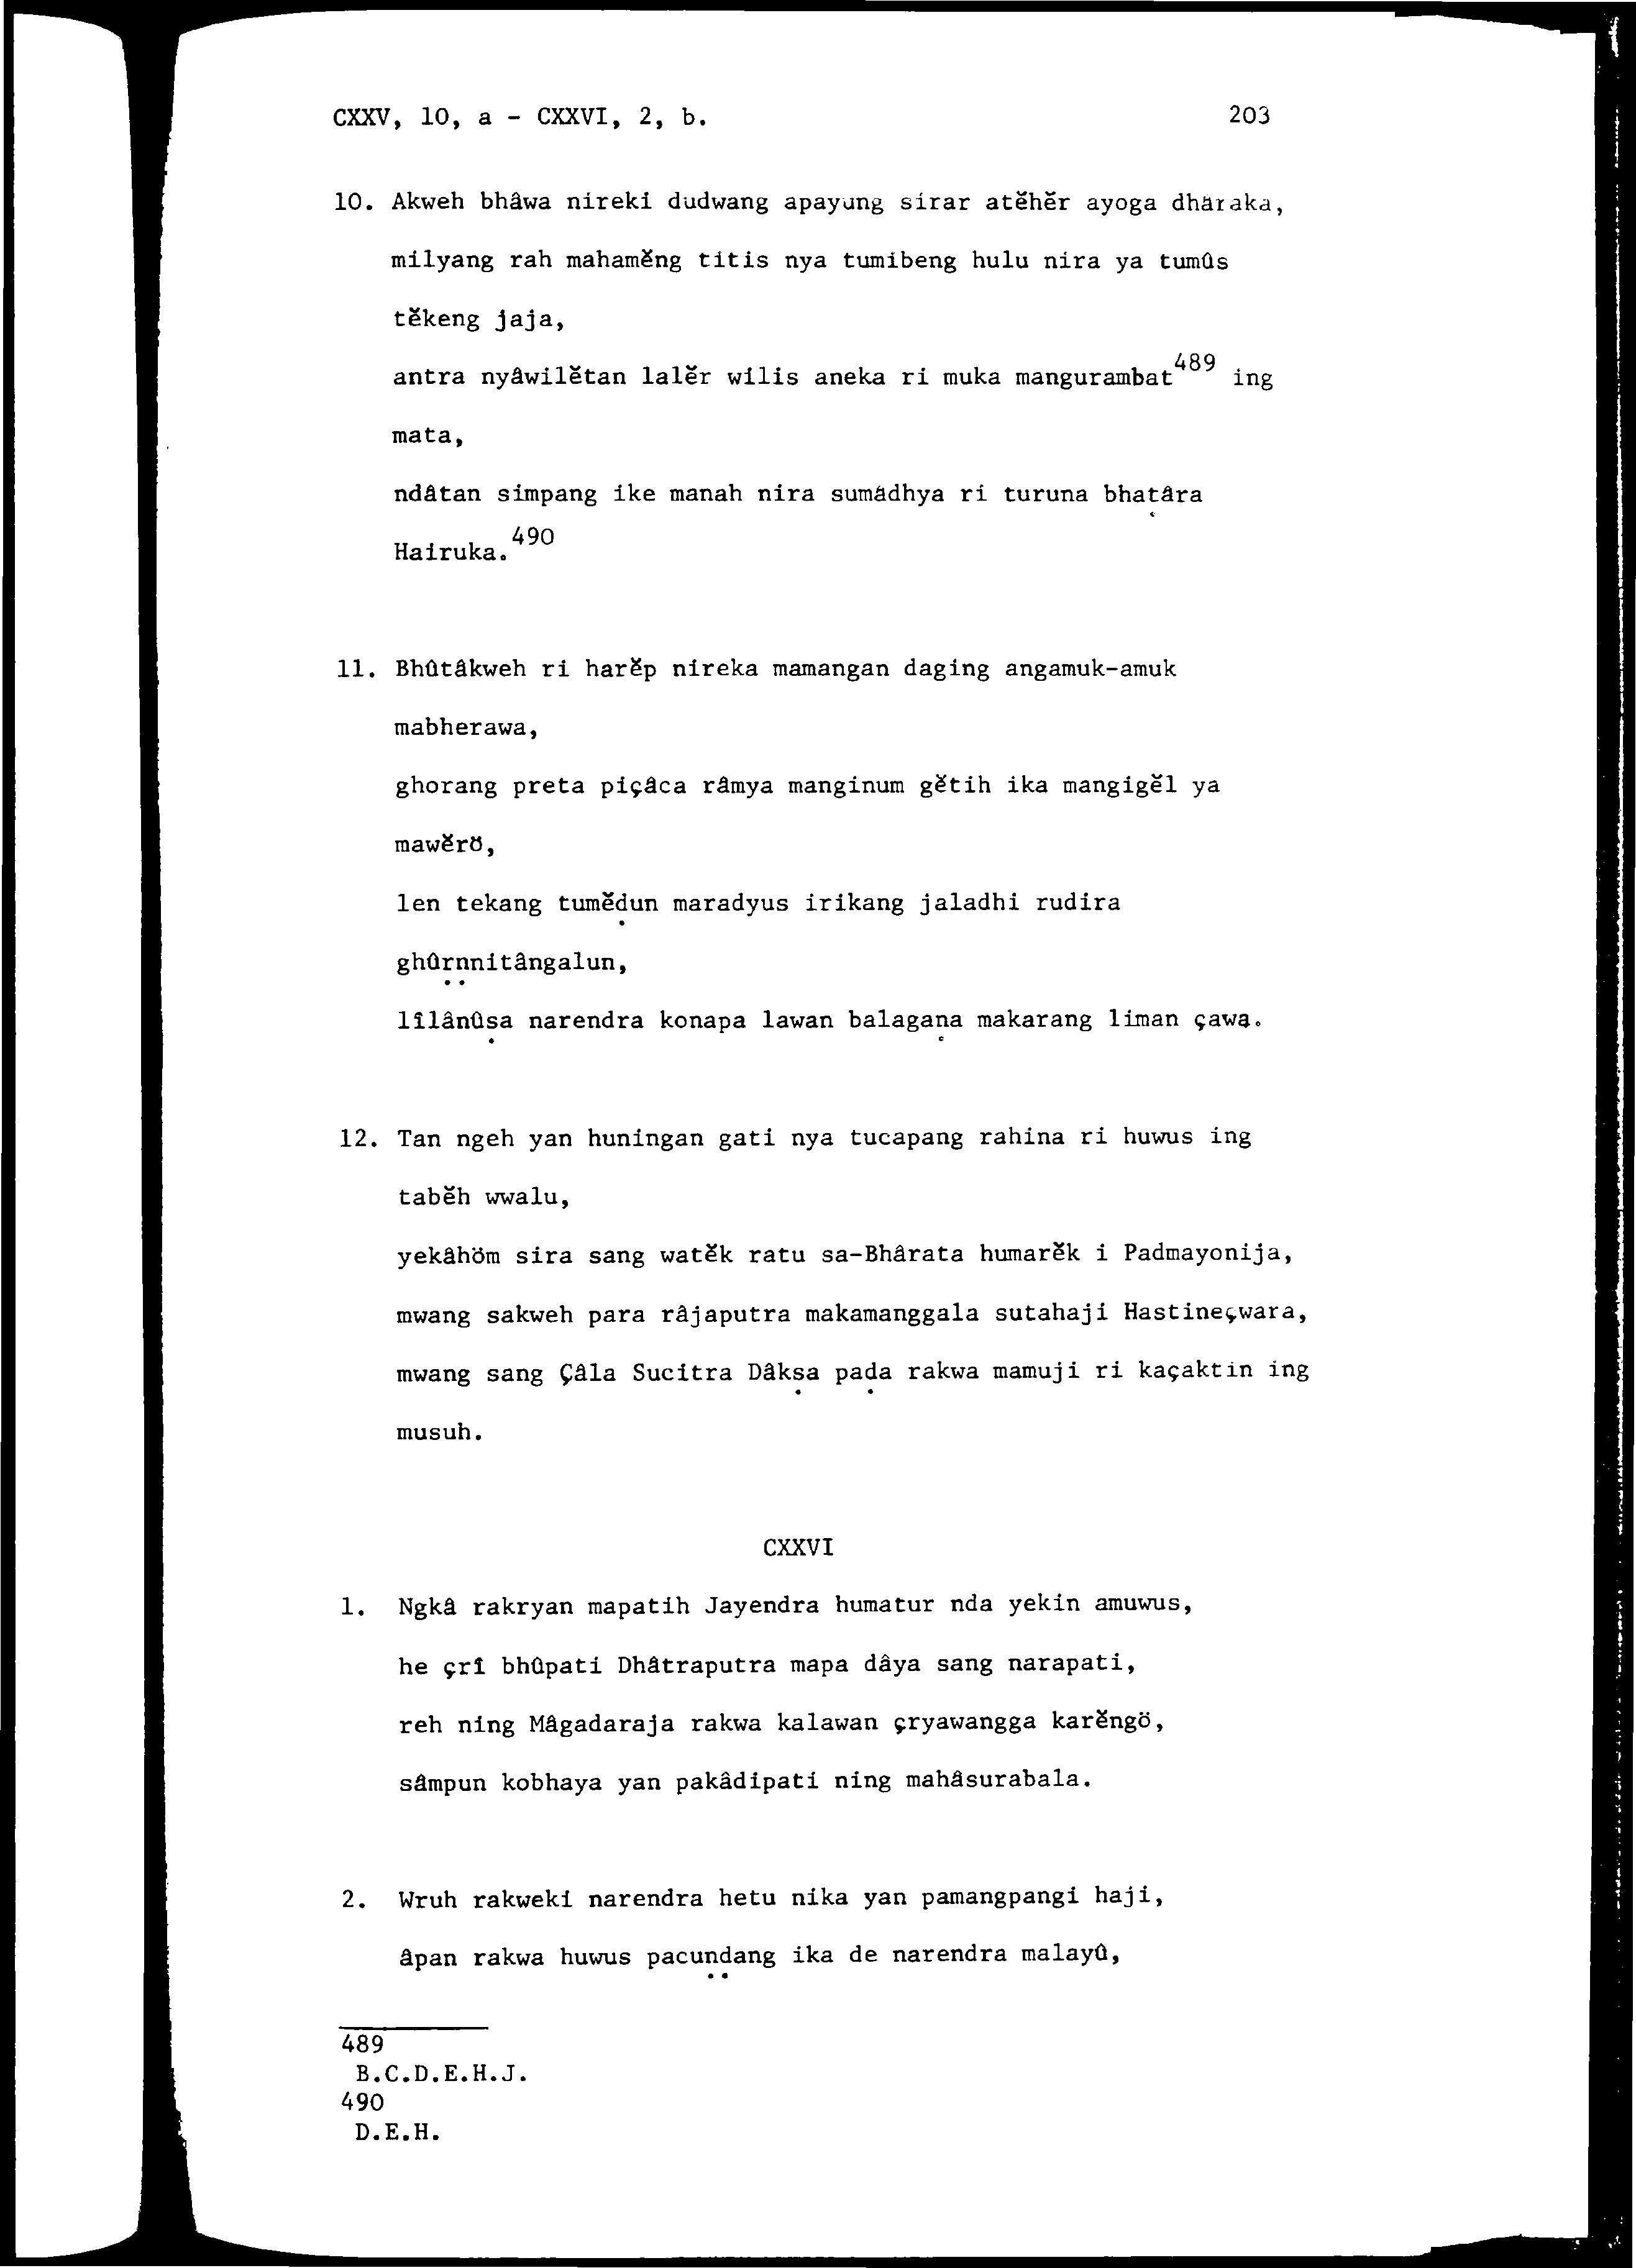 CXXV, 10, a - CXXVI, 2, b. 203
10. Akweh bhâwa nireki dudwang apayung sirar atĕhĕr ayoga dhâraka,
milyang rah mahamĕng titis nya tumibeng hulu nira ya tumûs
tĕkeng jaja,
antra nyâwilĕtan lalĕr wilis aneka ri muka mangurambat489 ing
mata,
ndâtan simpang ike manah nira sumâdhya ri turuna bhaṭâra
Hairuka.490
11. Bhûtâkweh ri harĕp nireka mamangan daging angamuk-amuk
mabherawa,
ghorang preta piçâca râmya manginum gĕtih ika mangigĕl ya
mawĕrö,
len tekang tumĕḍun maradyus irikang jaladhi rudira
ghûrṇṇitângalun,
lîlânûṣa narendra konapa lawan balagaṇa makarang liman çawa.
12. Tan ngeh yan huningan gati nya tucapang rahina ri huwus ing
tabĕh wwalu,
yekâhöm sira sang watĕk ratu sa-Bhârata humarĕk i Padmayonija,
mwang sakweh para râjaputra makamanggala sutahaji Hastineçwara,
mwang sang Çâla Sucitra Dâkṣa paḍa rakwa mamuji ri kaçaktin ing
musuh.
CXXVI
1. Ngkâ rakryan mapatih Jayendra humatur nda yekin amuwus,
he çrî bhûpati Dhâtraputra mapa dâya sang narapati,
reh ning Mâgadaraja rakwa kalawan çryawangga karĕngö,
sâmpun kobhaya yan pakâdipati ning mahâsurabala.
2. Wruh rakweki narendra hetu nika yan pamangpangi haji,
âpan rakwa huwus pacuṇḍang ika de narendra malayû,
489
B.C.D.E.H.J.
490
D.E.H.